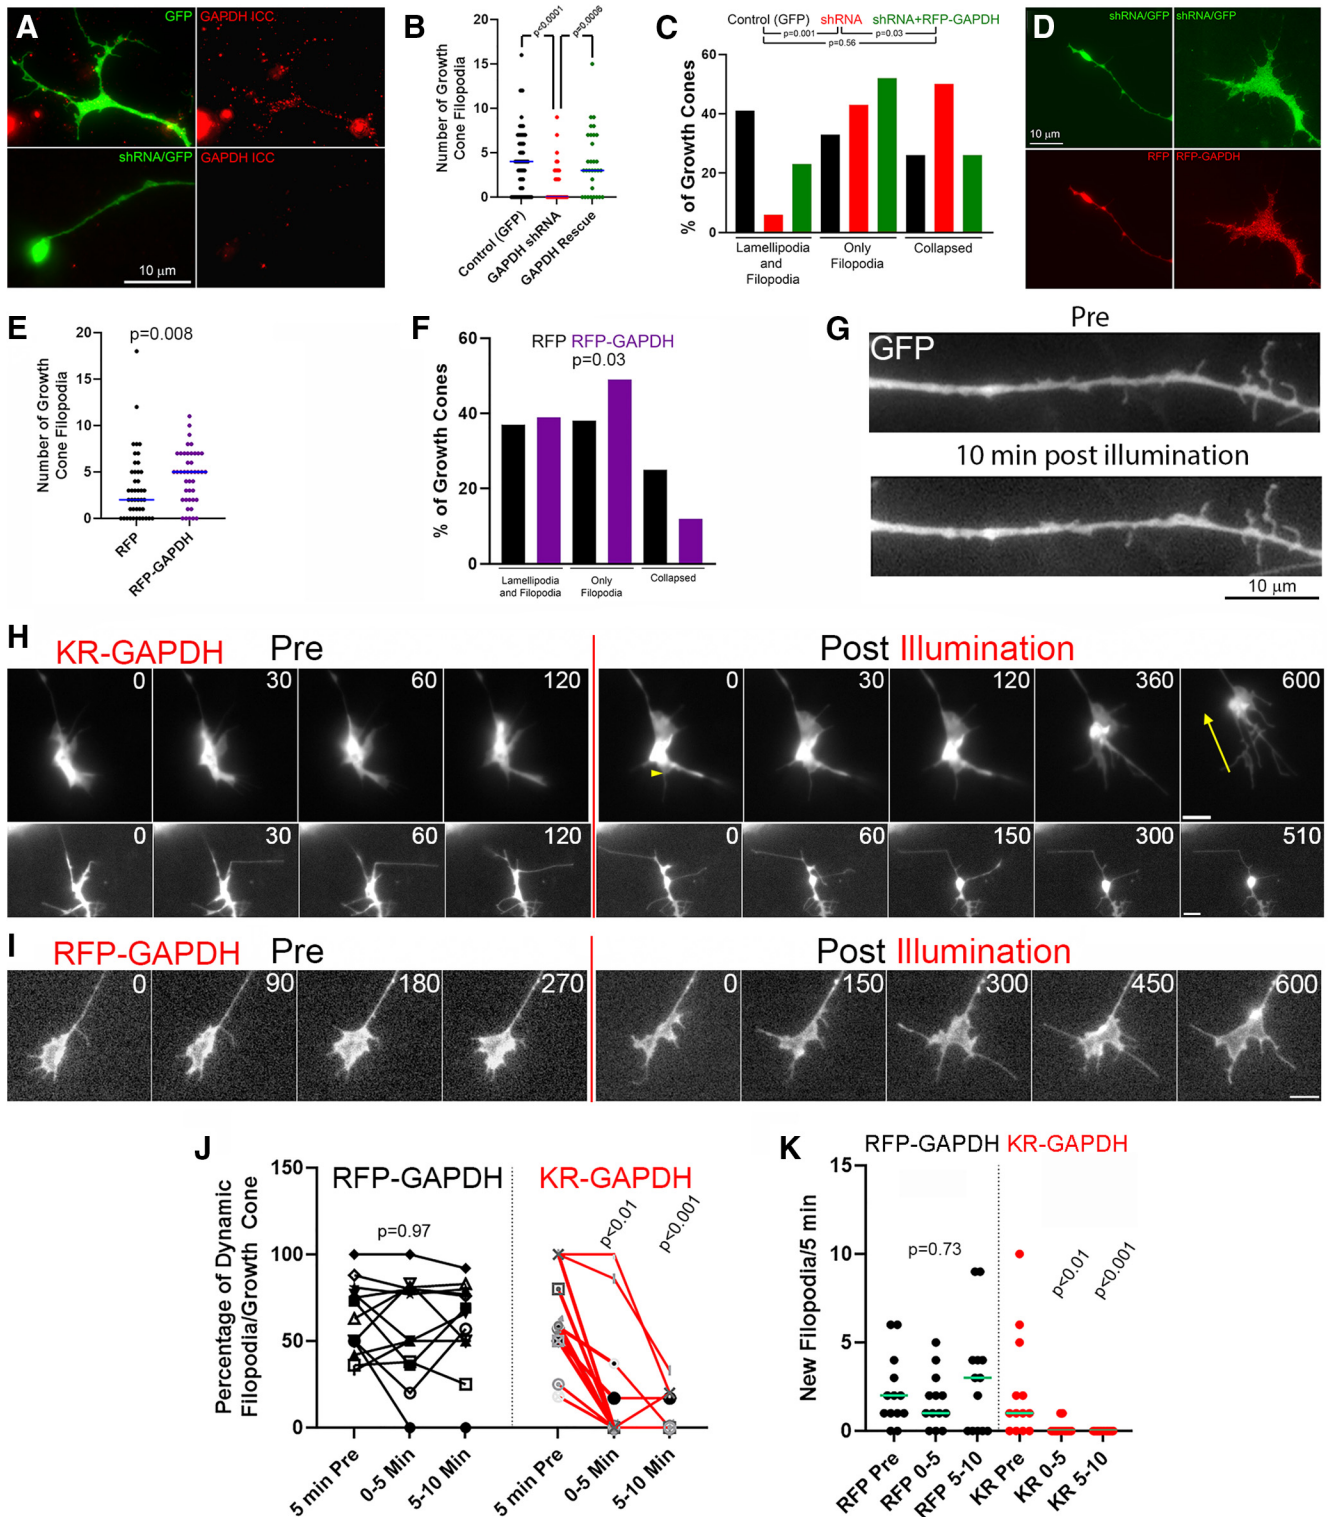 A
GFP
GARDH ICC
shRNA/GFP
GAPDH ICC
10 µm
B
Number of Growth
Cone Filopodia
20
15
10
5
0
p<0.0001
p=0.0006
Control (GFP)
GAPDH shRNA
GAPDH Rescue
C
Control (GFP) shRNA shRNA+RFP-GAPDH
p=0.001
p=0.03
p=0.56
% of Growth Cones
60
40
20
0
Lamellipodia
and
Filopodia
Only
Filopodia
Collapsed
D
shRNA/GFP
shRNA/GFP
10 µm
RFP
RFP-GAPDH
E
Number of Growth
Cone Filopodia
20
15
10
5
0
p=0.008
RFP
RFP-GAPDH
F
% of Growth Cones
60
40
20
0
RFP RFP-GAPDH
p=0.03
Lamellipodia
and Filopodia
Only
Filopodia
Collapsed
G
Pre
GFP
10 min post illumination
10 µm
H
KR-GAPDH Pre
Post Illumination
0 30 60 120 0 30 120 360 600
0 30 60 120 0 60 150 300 510
I
RFP-GAPDH Pre
Post Illumination
0 90 180 270 0 150 300 450 600
J
Percentage of Dynamic
Filopodia/Growth Cone
150
100
50
0
RFP-GAPDH
p=0.97
KR-GAPDH
p<0.01
p<0.001
5 min Pre
0-5 Min
5-10 Min
5 min Pre
0-5 Min
5-10 Min
K
RFP-GAPDH KR-GAPDH
New Filopodia/5 min
15
10
5
0
p=0.73
p<0.01
p<0.001
RFP Pre
RFP 0-5
RFP 5-10
KR Pre
KR 0-5
KR 5-10